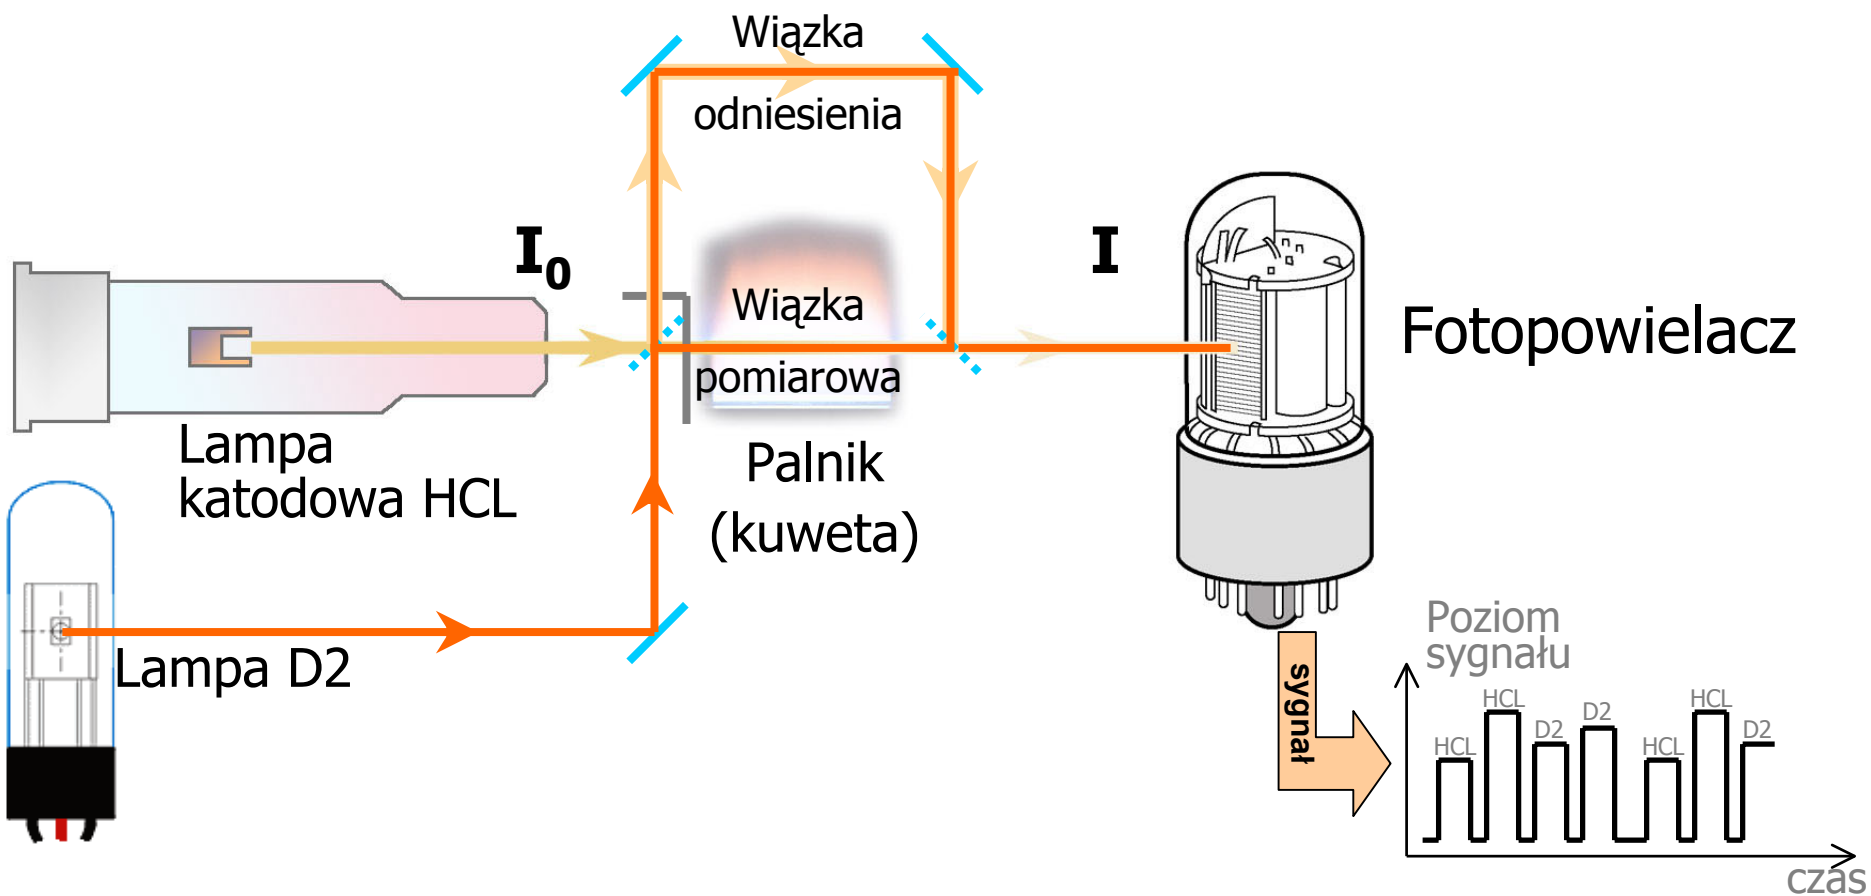 Wiązka
odniesienia
I₀
I
Wiązka
pomiarowa
Fotopowielacz
Lampa
katodowa HCL
Palnik
(kuweta)
Lampa D2
sygnał
Poziom
sygnału
HCL
HCL
D2
D2
HCL
HCL
D2
czas